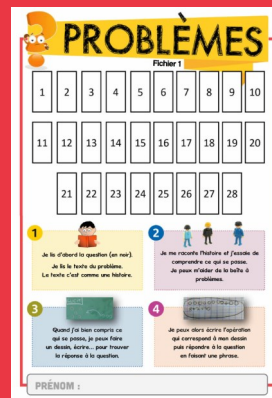 PROBLÈMES
Fichier 1
1 2 3 4 5 6 7 8 9 10
11 12 13 14 15 16 17 18 19 20
21 22 23 24 25 26 27 28
1
Je lis d'abord la question (en noir).
Je lis le texte du problème.
Le texte c'est comme une histoire.
2
Je me raconte l'histoire et j'essaie de
comprendre ce qui se passe.
Je peux m'aider de la boîte à
problèmes.
3
Quand j'ai bien compris ce
qui se passe, je peux faire
un dessin, écrire... pour trouver
la réponse à la question.
4
Je peux alors écrire l'opération
qui correspond à mon dessin
puis répondre à la question
en faisant une phrase.
PRÉNOM :